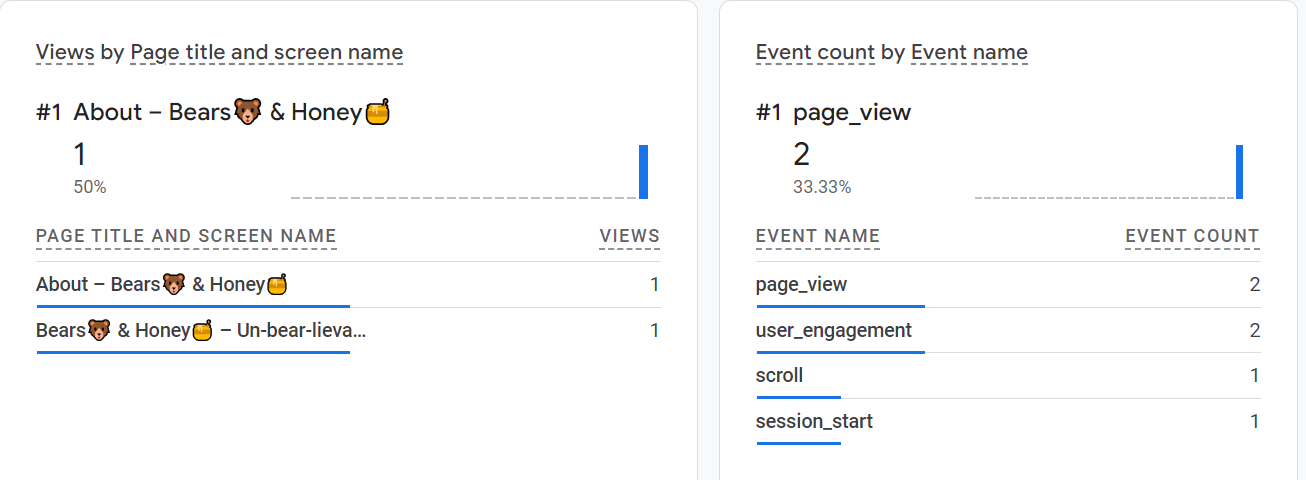 Views by Page title and screen name
#1 About – Bears🐻 & Honey🍯
1
50%
PAGE TITLE AND SCREEN NAME VIEWS
About – Bears🐻 & Honey🍯 1
Bears🐻 & Honey🍯 – Un-bear-lieva... 1
Event count by Event name
#1 page_view
2
33.33%
EVENT NAME EVENT COUNT
page_view 2
user_engagement 2
scroll 1
session_start 1